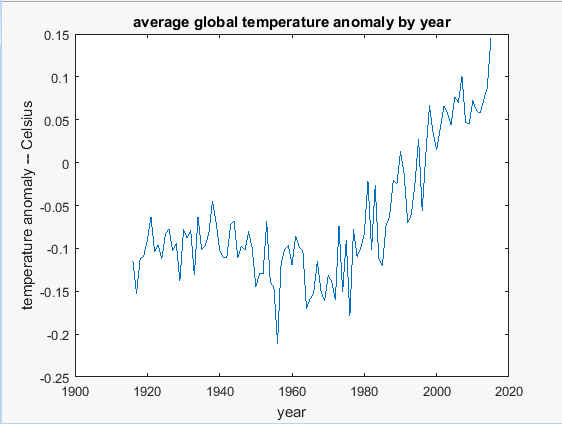 average global temperature anomaly by year
0.15
0.1
0.05
0
-0.05
-0.1
-0.15
-0.2
-0.25
temperature anomaly -- Celsius
1900 1920 1940 1960 1980 2000 2020
year